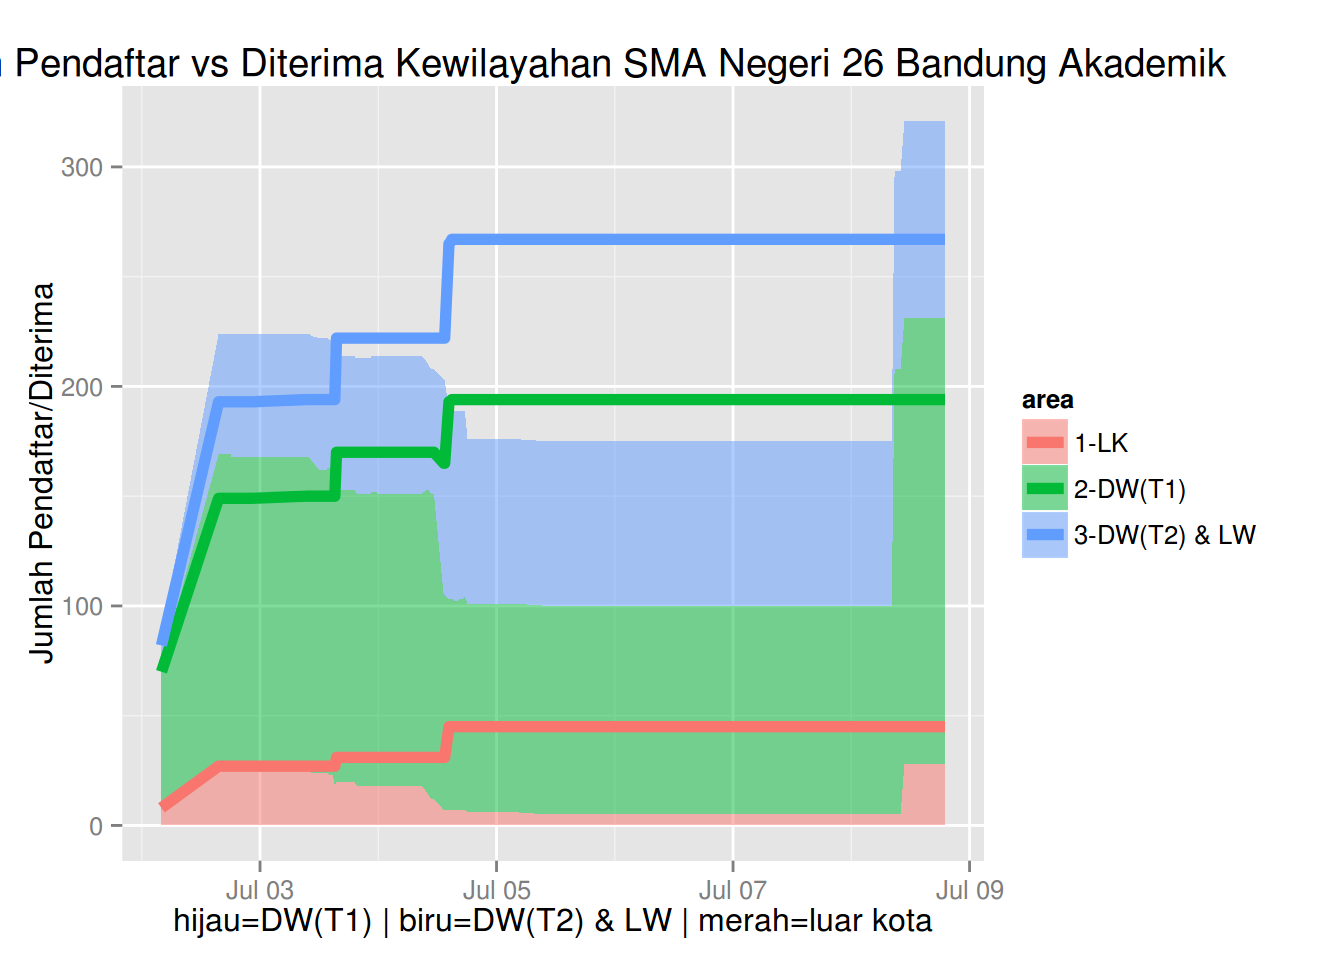 Pendaftar vs Diterima Kewilayahan SMA Negeri 26 Bandung Akademik
Jumlah Pendaftar/Diterima
300
200
100
0
Jul 03
Jul 05
Jul 07
Jul 09
hijau=DW(T1) | biru=DW(T2) & LW | merah=luar kota
area
1-LK
2-DW(T1)
3-DW(T2) & LW